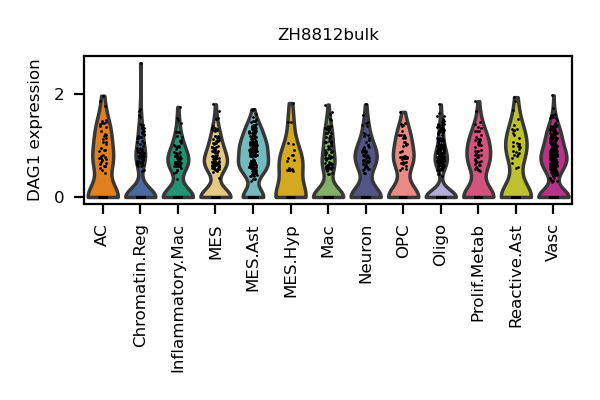 ZH8812bulk
DAG1 expression
2
0
AC
Chromatin.Reg
Inflammatory.Mac
MES
MES.Ast
MES.Hyp
Mac
Neuron
OPC
Oligo
Prolif.Metab
Reactive.Ast
Vasc